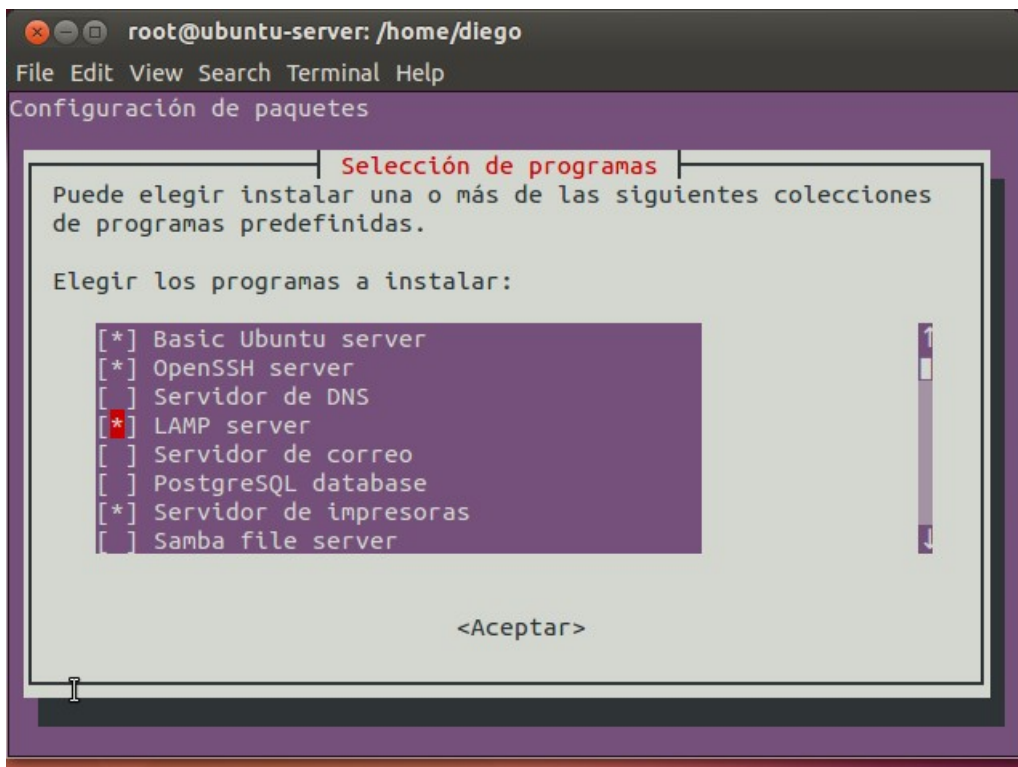 root@ubuntu-server: /home/diego
File Edit View Search Terminal Help
Configuración de paquetes
Selección de programas
Puede elegir instalar una o más de las siguientes colecciones
de programas predefinidas.
Elegir los programas a instalar:
[*] Basic Ubuntu server
[*] OpenSSH server
[ ] Servidor de DNS
[*] LAMP server
[ ] Servidor de correo
[ ] PostgreSQL database
[*] Servidor de impresoras
[ ] Samba file server
<Aceptar>